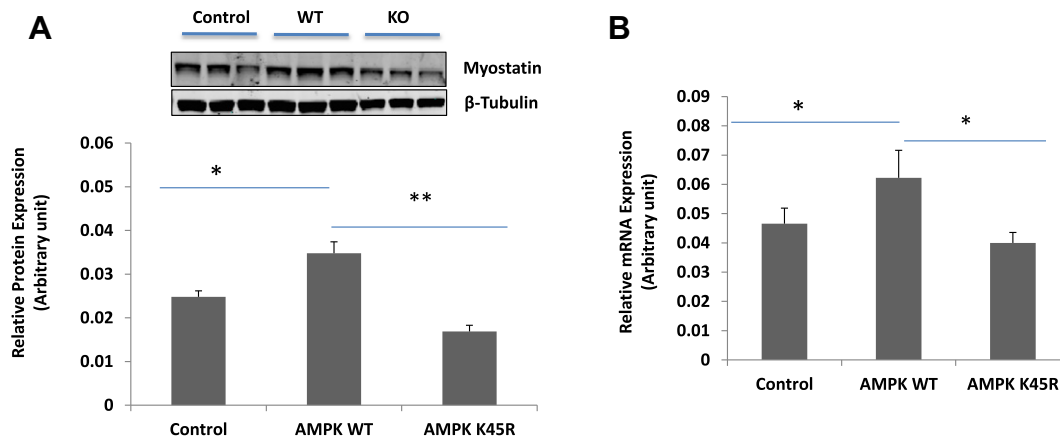 A
Control WT KO
Myostatin
β-Tubulin
Relative Protein Expression
(Arbitrary unit)
0.06
0.05
0.04
0.03
0.02
0.01
0
*
**
Control AMPK WT AMPK K45R
B
Relative mRNA Expression
(Arbitrary unit)
0.09
0.08
0.07
0.06
0.05
0.04
0.03
0.02
0.01
0
*
*
Control AMPK WT AMPK K45R